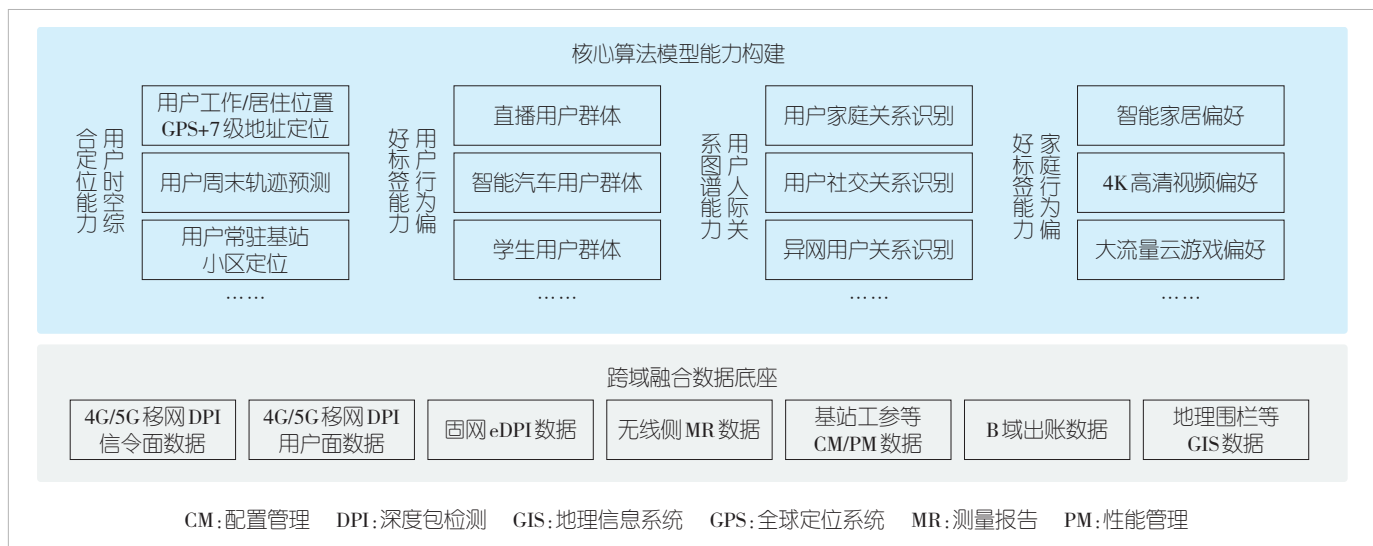 核心算法模型能力构建
用户时空综
合定位能力
用户工作/居住位置
GPS+7级地址定位
用户周末轨迹预测
用户常驻基站
小区定位
……
用户行为偏
好标签能力
直播用户群体
智能汽车用户群体
学生用户群体
……
用户人际关
系图谱能力
用户家庭关系识别
用户社交关系识别
异网用户关系识别
……
家庭行为偏
好标签能力
智能家居偏好
4K高清视频偏好
大流量云游戏偏好
……
跨域融合数据底座
4G/5G移网DPI
信令面数据
4G/5G移网DPI
用户面数据
固网eDPI数据
无线侧MR数据
基站工参等
CM/PM数据
B域出账数据
地理围栏等
GIS数据
CM:配置管理 DPI:深度包检测 GIS:地理信息系统 GPS:全球定位系统 MR:测量报告 PM:性能管理